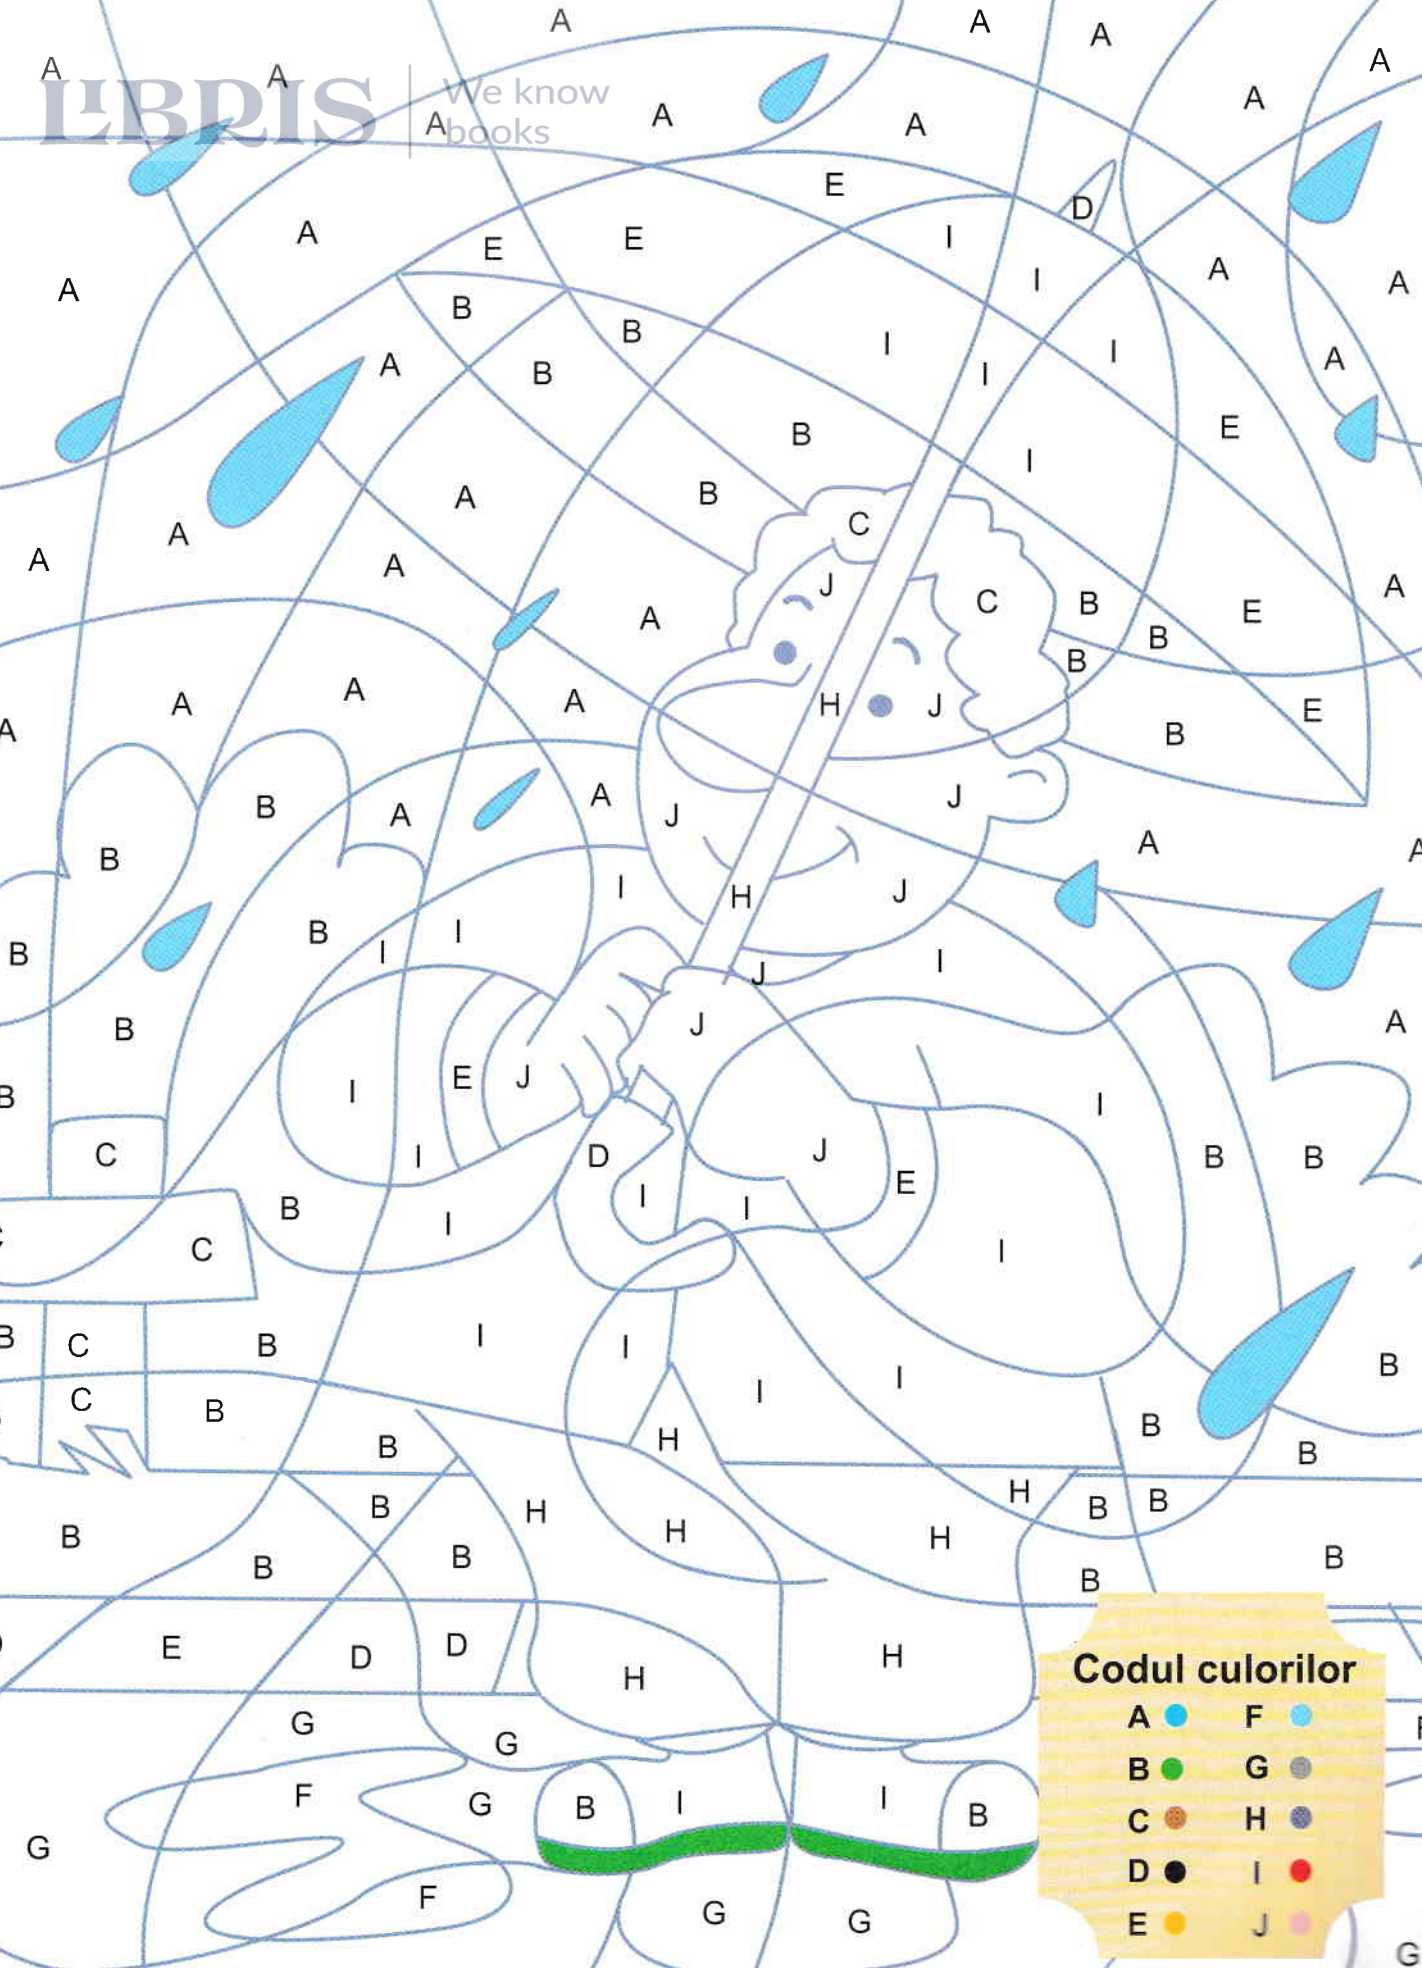 A A A
A A A
A
LIBRIS We know
books
A A A
E D
A E E I
A B I A A
B I I I A
A B
B E
A B I
A A C
A A C B E A
A J B
B
A A A H J B E
A
B A A J J A
B
I H J
B B I I I
B J
B J A
B I E J I
C I D J B B
B I I E
C I I
B C B I I B
C B I I
B H B B
B H H B B
B B H H B
B B
E D D H H
G G
F G B I I B
G F
G G
G
Codul culorilor
A F
B G
C H
D I
E J